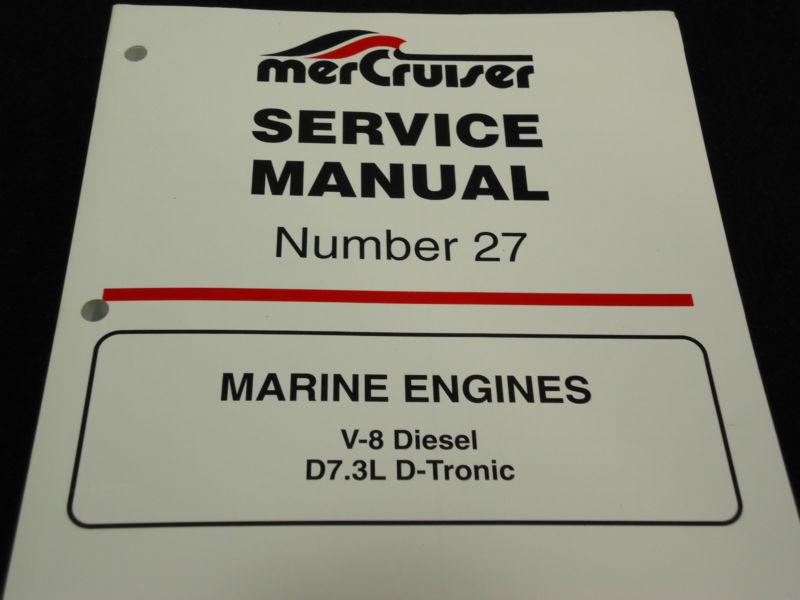 merCruiser
SERVICE
MANUAL
Number 27
MARINE ENGINES
V-8 Diesel
D7.3L D-Tronic